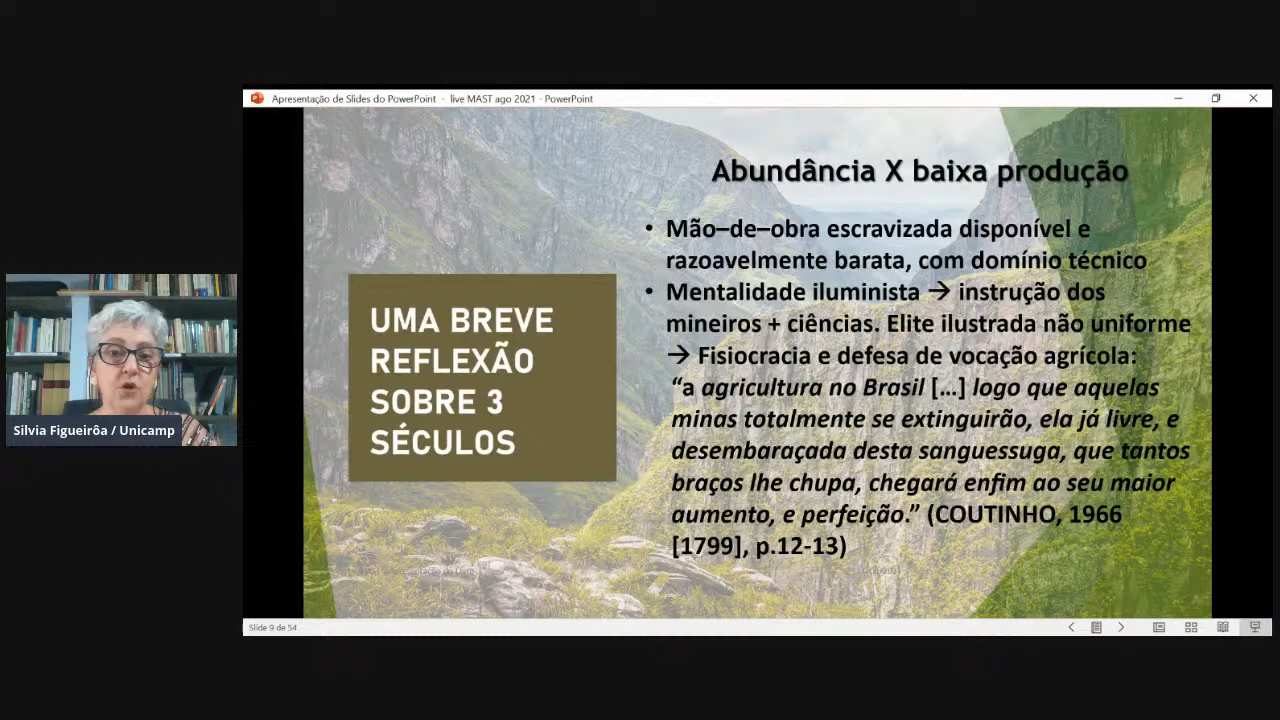 Apresentação de Slides do PowerPoint - live MAST ago 2021 - PowerPoint
Abundância X baixa produção
• Mão–de–obra escravizada disponível e
razoavelmente barata, com domínio técnico
• Mentalidade iluminista → instrução dos
mineiros + ciências. Elite ilustrada não uniforme
→ Fisiocracia e defesa de vocação agrícola:
“a agricultura no Brasil [...] logo que aquelas
minas totalmente se extinguirão, ela já livre, e
desembaraçada desta sanguessuga, que tantos
braços lhe chupa, chegará enfim ao seu maior
aumento, e perfeição.” (COUTINHO, 1966
[1799], p.12-13)
UMA BREVE
REFLEXÃO
SOBRE 3
SÉCULOS
Silvia Figueirôa / Unicamp
Slide 9 de 54